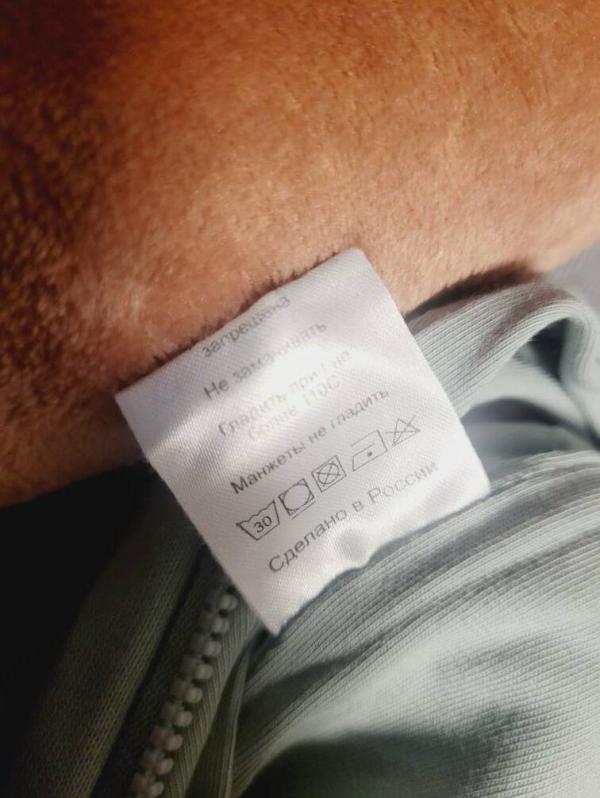 запрещена
Не замачивать
Гладить при t не
более 110С
Манжеты не гладить
30
Сделано в России